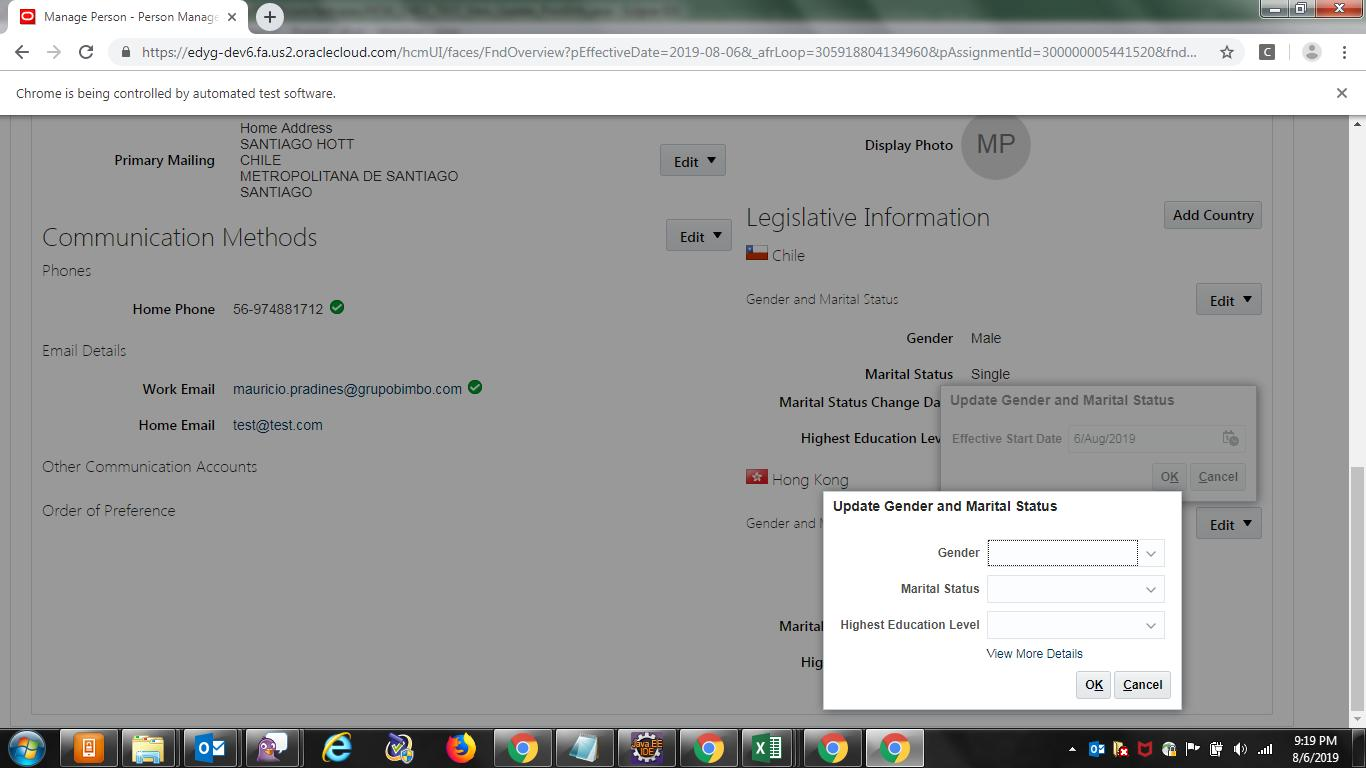 Manage Person - Person Manage
https://edyg-dev6.fa.us2.oraclecloud.com/hcmUI/faces/FndOverview?pEffectiveDate=2019-08-06&_afrLoop=305918804134960&pAssignmentId=300000005441520&fnd...
C
Chrome is being controlled by automated test software.
Primary Mailing
Home Address
SANTIAGO HOTT
CHILE
METROPOLITANA DE SANTIAGO
SANTIAGO
Edit
Display Photo
MP
Communication Methods
Edit
Phones
Home Phone 56-974881712
Email Details
Work Email mauricio.pradines@grupobimbo.com
Home Email test@test.com
Other Communication Accounts
Order of Preference
Legislative Information
Add Country
Chile
Gender and Marital Status
Edit
Gender Male
Marital Status Single
Marital Status Change Da
Highest Education Lev
Update Gender and Marital Status
Effective Start Date 6/Aug/2019
OK Cancel
Hong Kong
Gender and M
Edit
Marital
Hig
Update Gender and Marital Status
Gender
Marital Status
Highest Education Level
View More Details
OK Cancel
Java EE
IDE
9:19 PM
8/6/2019